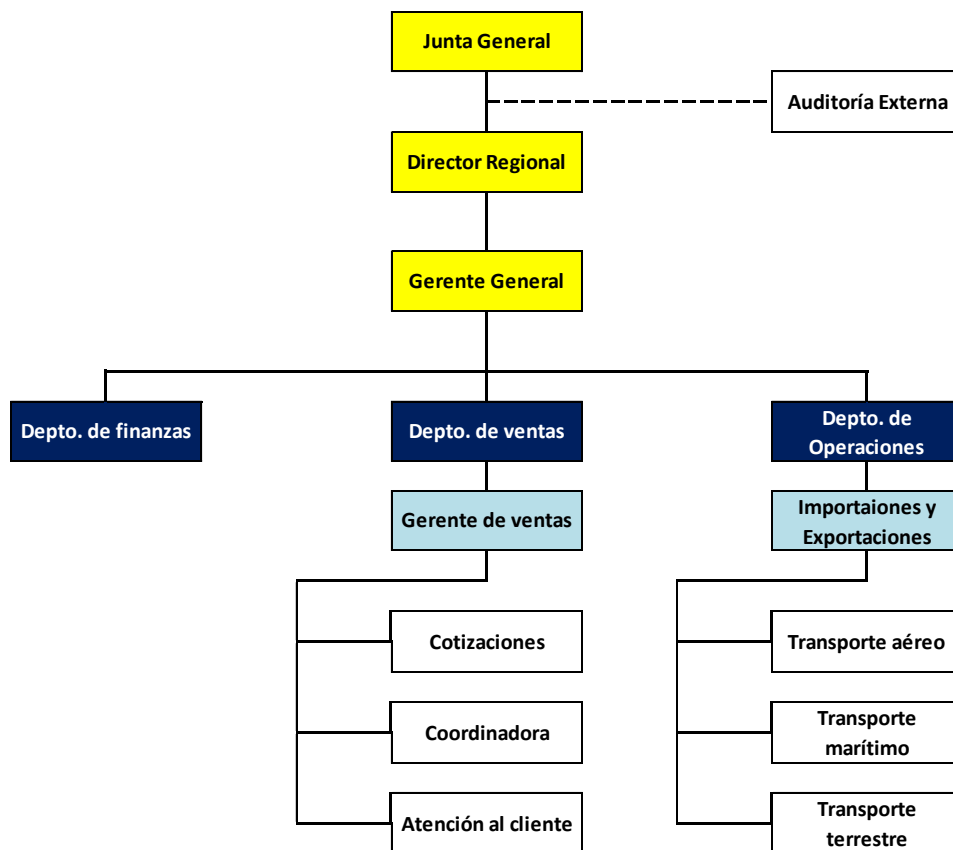 Junta General
Auditoría Externa
Director Regional
Gerente General
Depto. de finanzas
Depto. de ventas
Depto. de
Operaciones
Gerente de ventas
Importaiones y
Exportaciones
Cotizaciones
Transporte aéreo
Coordinadora
Transporte
marítimo
Atención al cliente
Transporte
terrestre